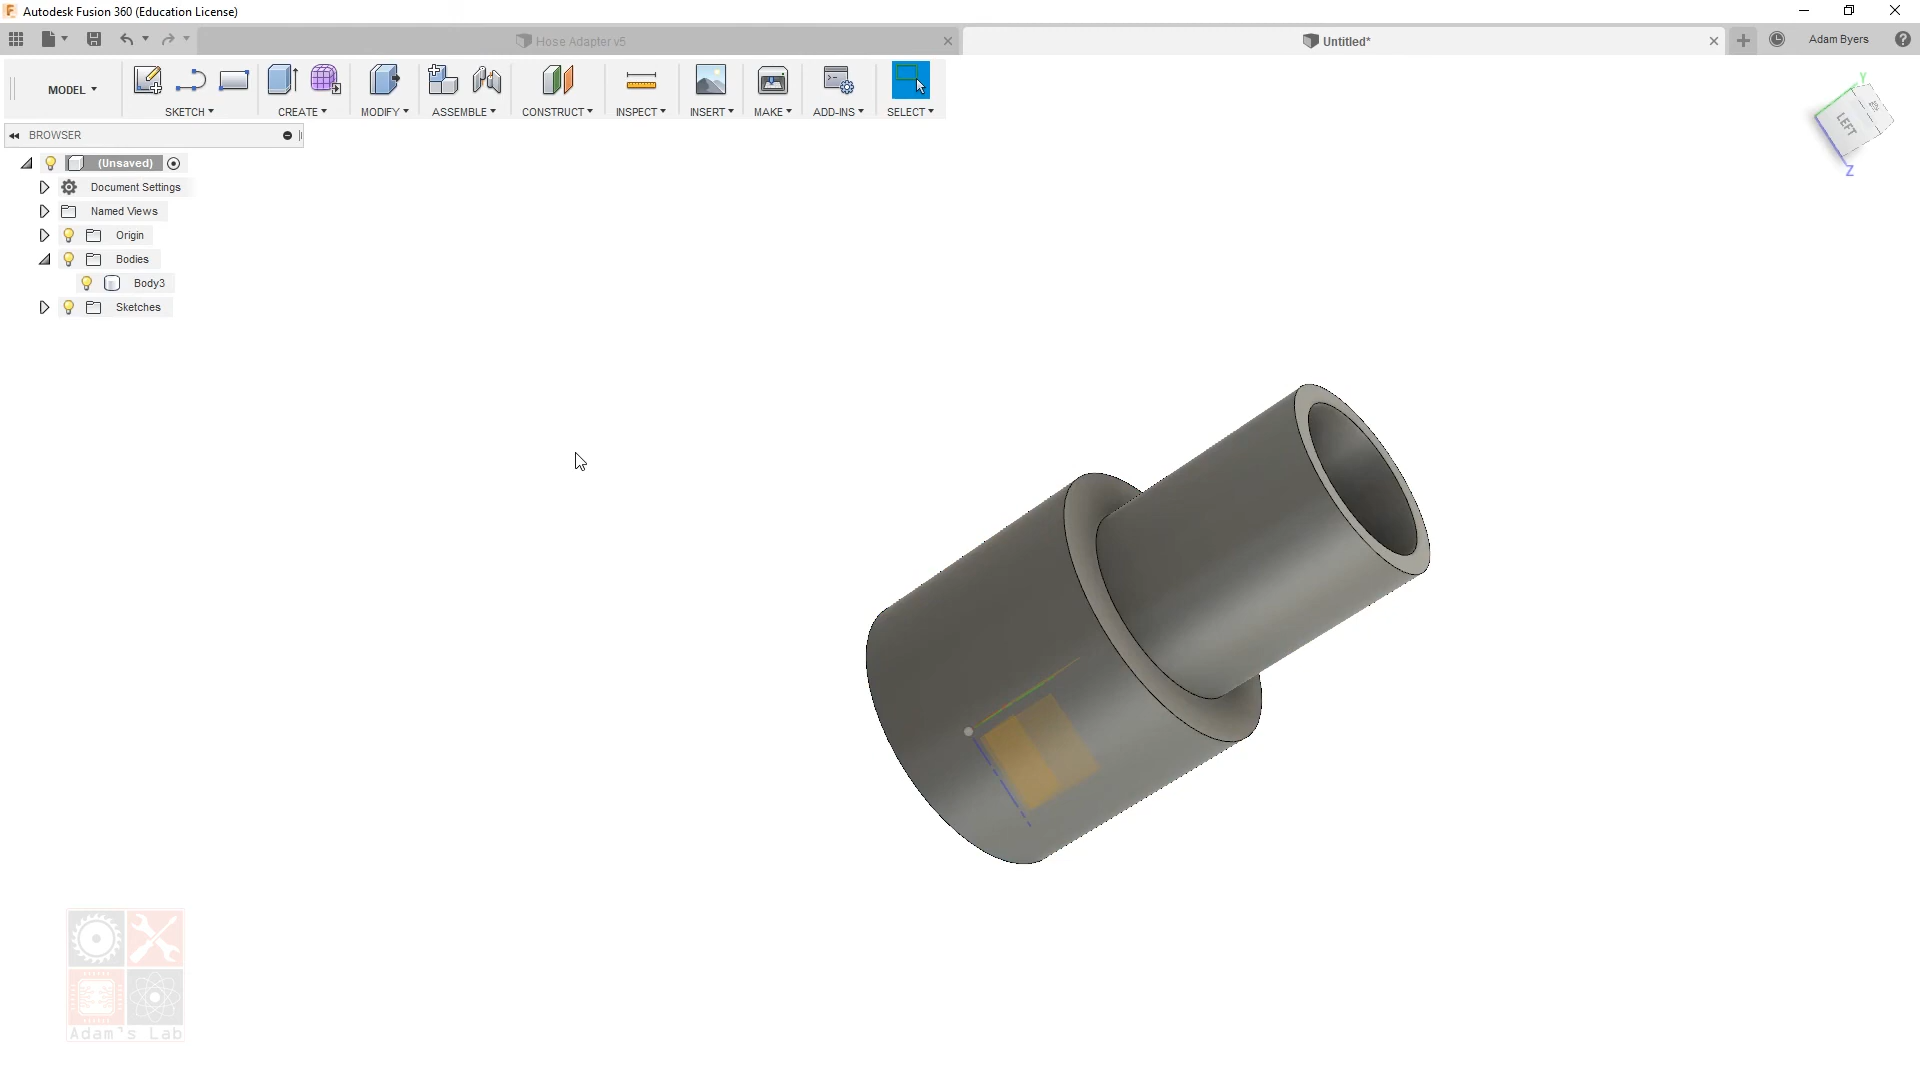 Autodesk Fusion 360 (Education License)
Hose Adapter v5
Untitled*
Adam Byers
MODEL
SKETCH
CREATE
MODIFY
ASSEMBLE
CONSTRUCT
INSPECT
INSERT
MAKE
ADD-INS
SELECT
BROWSER
(Unsaved)
Document Settings
Named Views
Origin
Bodies
Body3
Sketches
Y
LEFT
Z
Adam's Lab